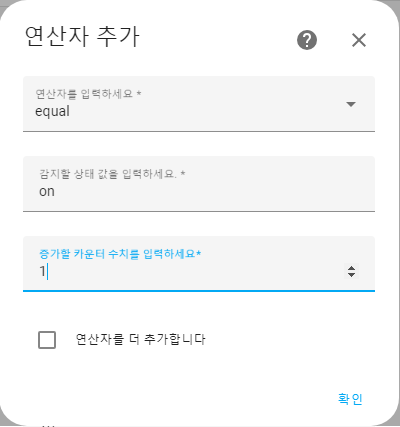 연산자 추가
연산자를 입력하세요 *
equal
감지할 상태 값을 입력하세요. *
on
증가할 카운터 수치를 입력하세요*
1
연산자를 더 추가합니다
확인